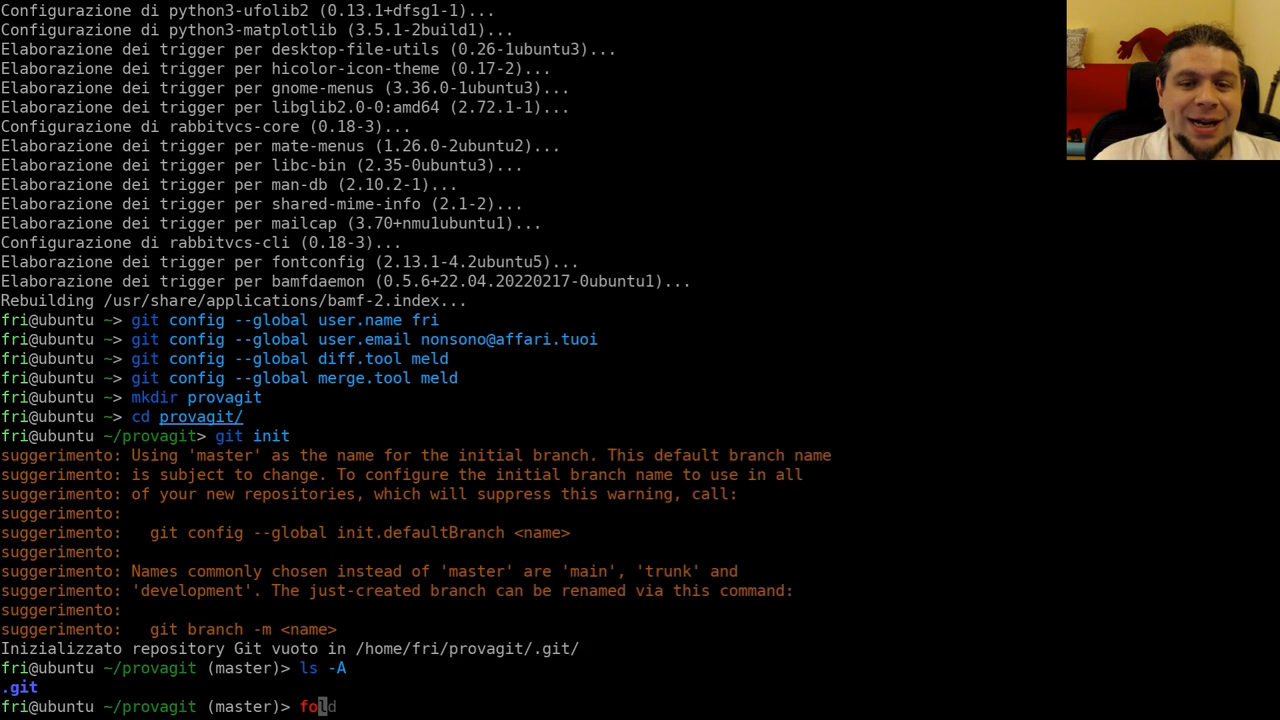 Configurazione di python3-ufolib2 (0.13.1+dfsg1-1)...
Configurazione di python3-matplotlib (3.5.1-2build1)...
Elaborazione dei trigger per desktop-file-utils (0.26-1ubuntu3)...
Elaborazione dei trigger per hicolor-icon-theme (0.17-2)...
Elaborazione dei trigger per gnome-menus (3.36.0-1ubuntu3)...
Elaborazione dei trigger per libglib2.0-0:amd64 (2.72.1-1)...
Configurazione di rabbitvcs-core (0.18-3)...
Elaborazione dei trigger per mate-menus (1.26.0-2ubuntu2)...
Elaborazione dei trigger per libc-bin (2.35-0ubuntu3)...
Elaborazione dei trigger per man-db (2.10.2-1)...
Elaborazione dei trigger per shared-mime-info (2.1-2)...
Elaborazione dei trigger per mailcap (3.70+nmu1ubuntu1)...
Configurazione di rabbitvcs-cli (0.18-3)...
Elaborazione dei trigger per fontconfig (2.13.1-4.2ubuntu5)...
Elaborazione dei trigger per bamfdaemon (0.5.6+22.04.20220217-0ubuntu1)...
Rebuilding /usr/share/applications/bamf-2.index...
fri@ubuntu ~> git config --global user.name fri
fri@ubuntu ~> git config --global user.email nonsono@affari.tuoi
fri@ubuntu ~> git config --global diff.tool meld
fri@ubuntu ~> git config --global merge.tool meld
fri@ubuntu ~> mkdir provagit
fri@ubuntu ~> cd provagit/
fri@ubuntu ~/provagit> git init
suggerimento: Using 'master' as the name for the initial branch. This default branch name
suggerimento: is subject to change. To configure the initial branch name to use in all
suggerimento: of your new repositories, which will suppress this warning, call:
suggerimento:
suggerimento:   git config --global init.defaultBranch <name>
suggerimento:
suggerimento: Names commonly chosen instead of 'master' are 'main', 'trunk' and
suggerimento: 'development'. The just-created branch can be renamed via this command:
suggerimento:
suggerimento:   git branch -m <name>
Inizializzato repository Git vuoto in /home/fri/provagit/.git/
fri@ubuntu ~/provagit (master)> ls -A
.git
fri@ubuntu ~/provagit (master)> fold